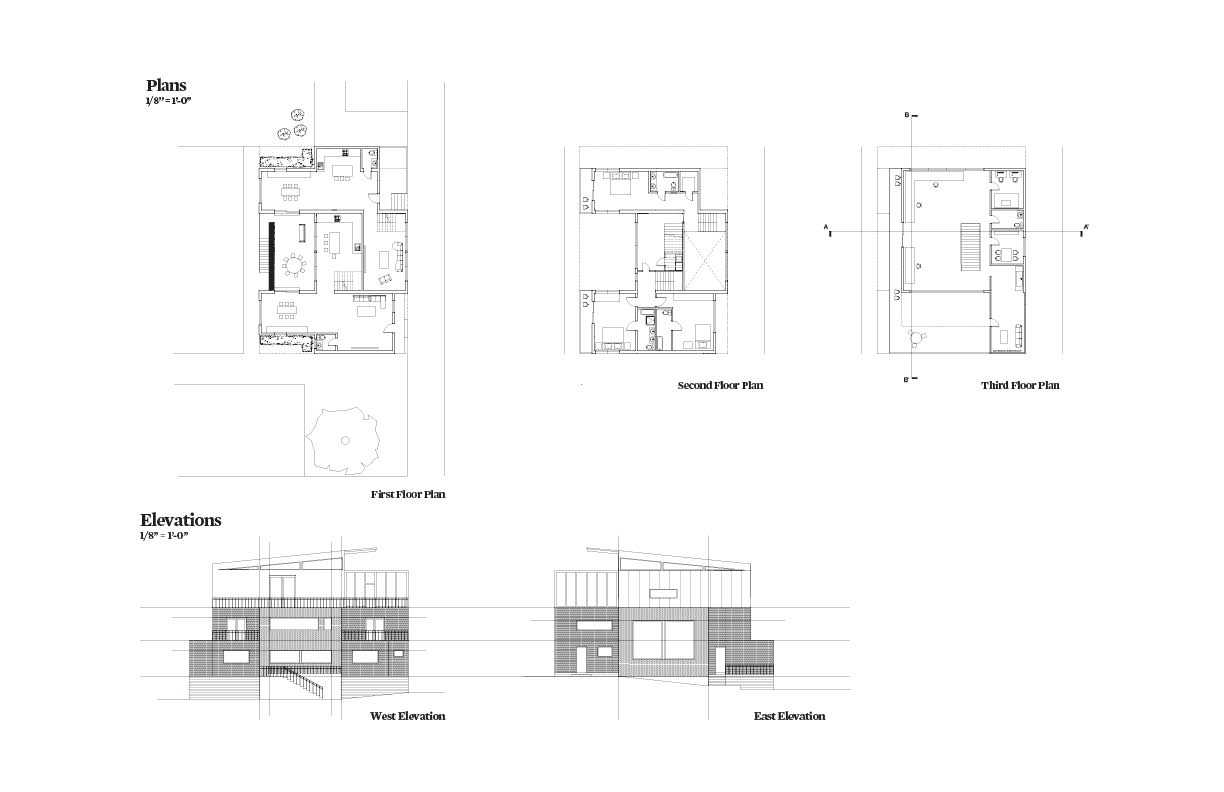 Plans
1/8" = 1'-0"
B
A
A'
B'
Second Floor Plan
Third Floor Plan
First Floor Plan
Elevations
1/8" = 1'-0"
West Elevation
East Elevation